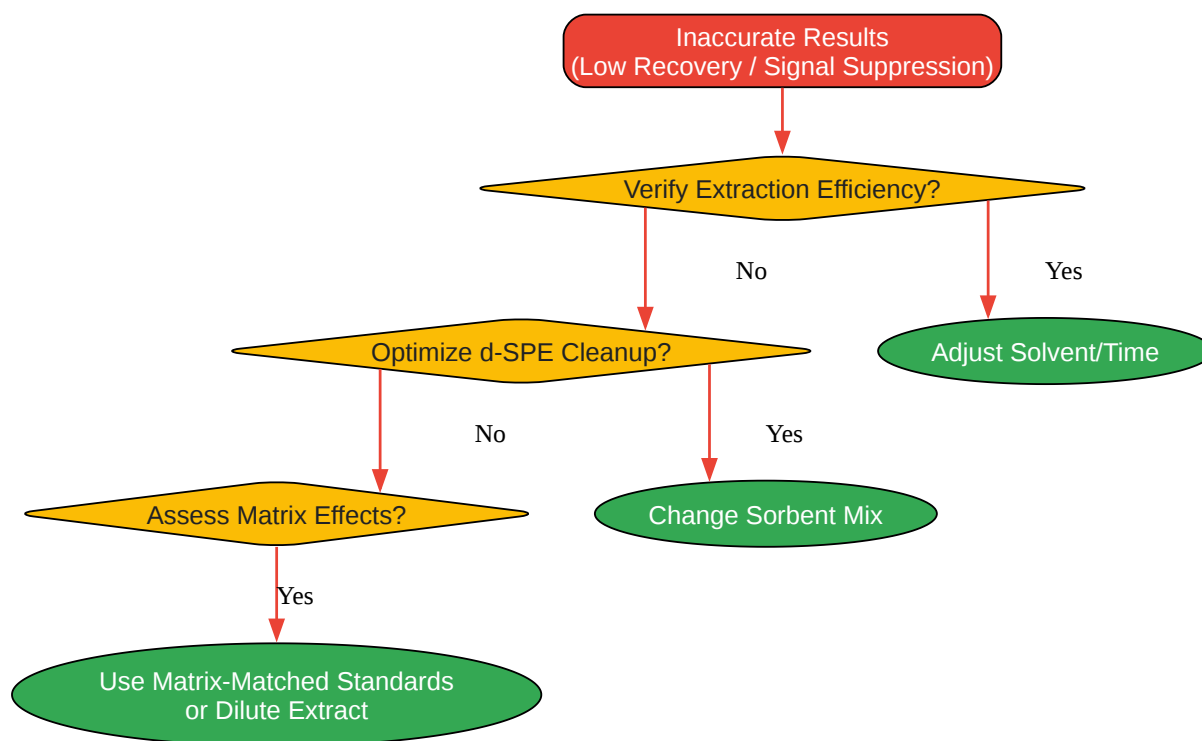 Inaccurate Results
(Low Recovery / Signal Suppression)
Verify Extraction Efficiency?
No
Yes
Optimize d-SPE Cleanup?
Adjust Solvent/Time
No
Yes
Assess Matrix Effects?
Change Sorbent Mix
Yes
Use Matrix-Matched Standards
or Dilute Extract